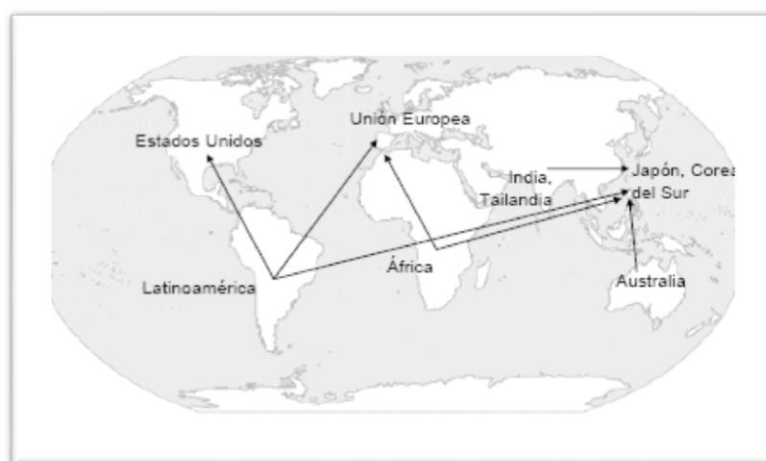 Unión Europea
Estados Unidos
India,
Tailandia
Japón, Corea
del Sur
África
Latinoamérica
Australia